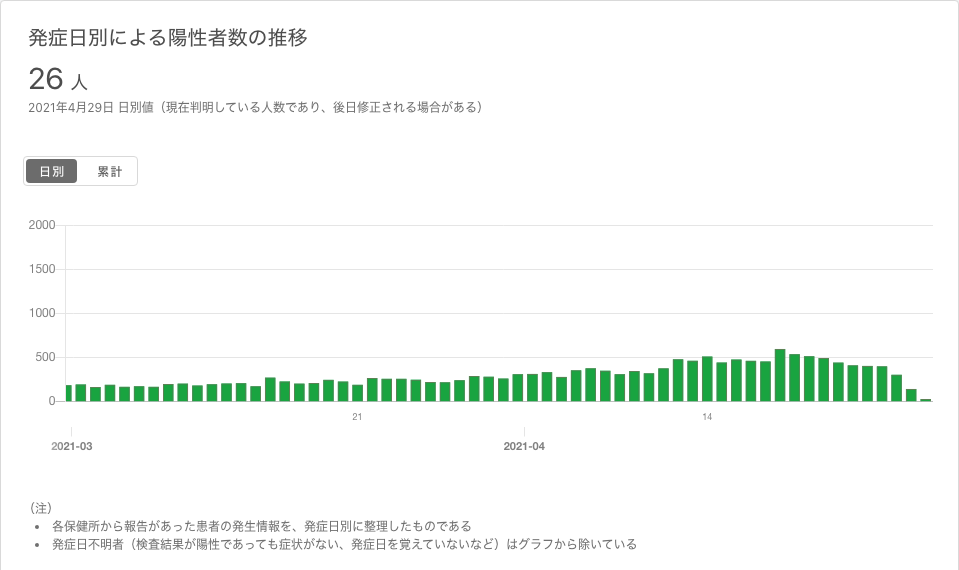 発症日別による陽性者数の推移
26 人
2021年4月29日 日別値（現在判明している人数であり、後日修正される場合がある）
日別 累計
2000
1500
1000
500
0
21 14
2021-03 2021-04
（注）
• 各保健所から報告があった患者の発生情報を、発症日別に整理したものである
• 発症日不明者（検査結果が陽性であっても症状がない、発症日を覚えていないなど）はグラフから除いている